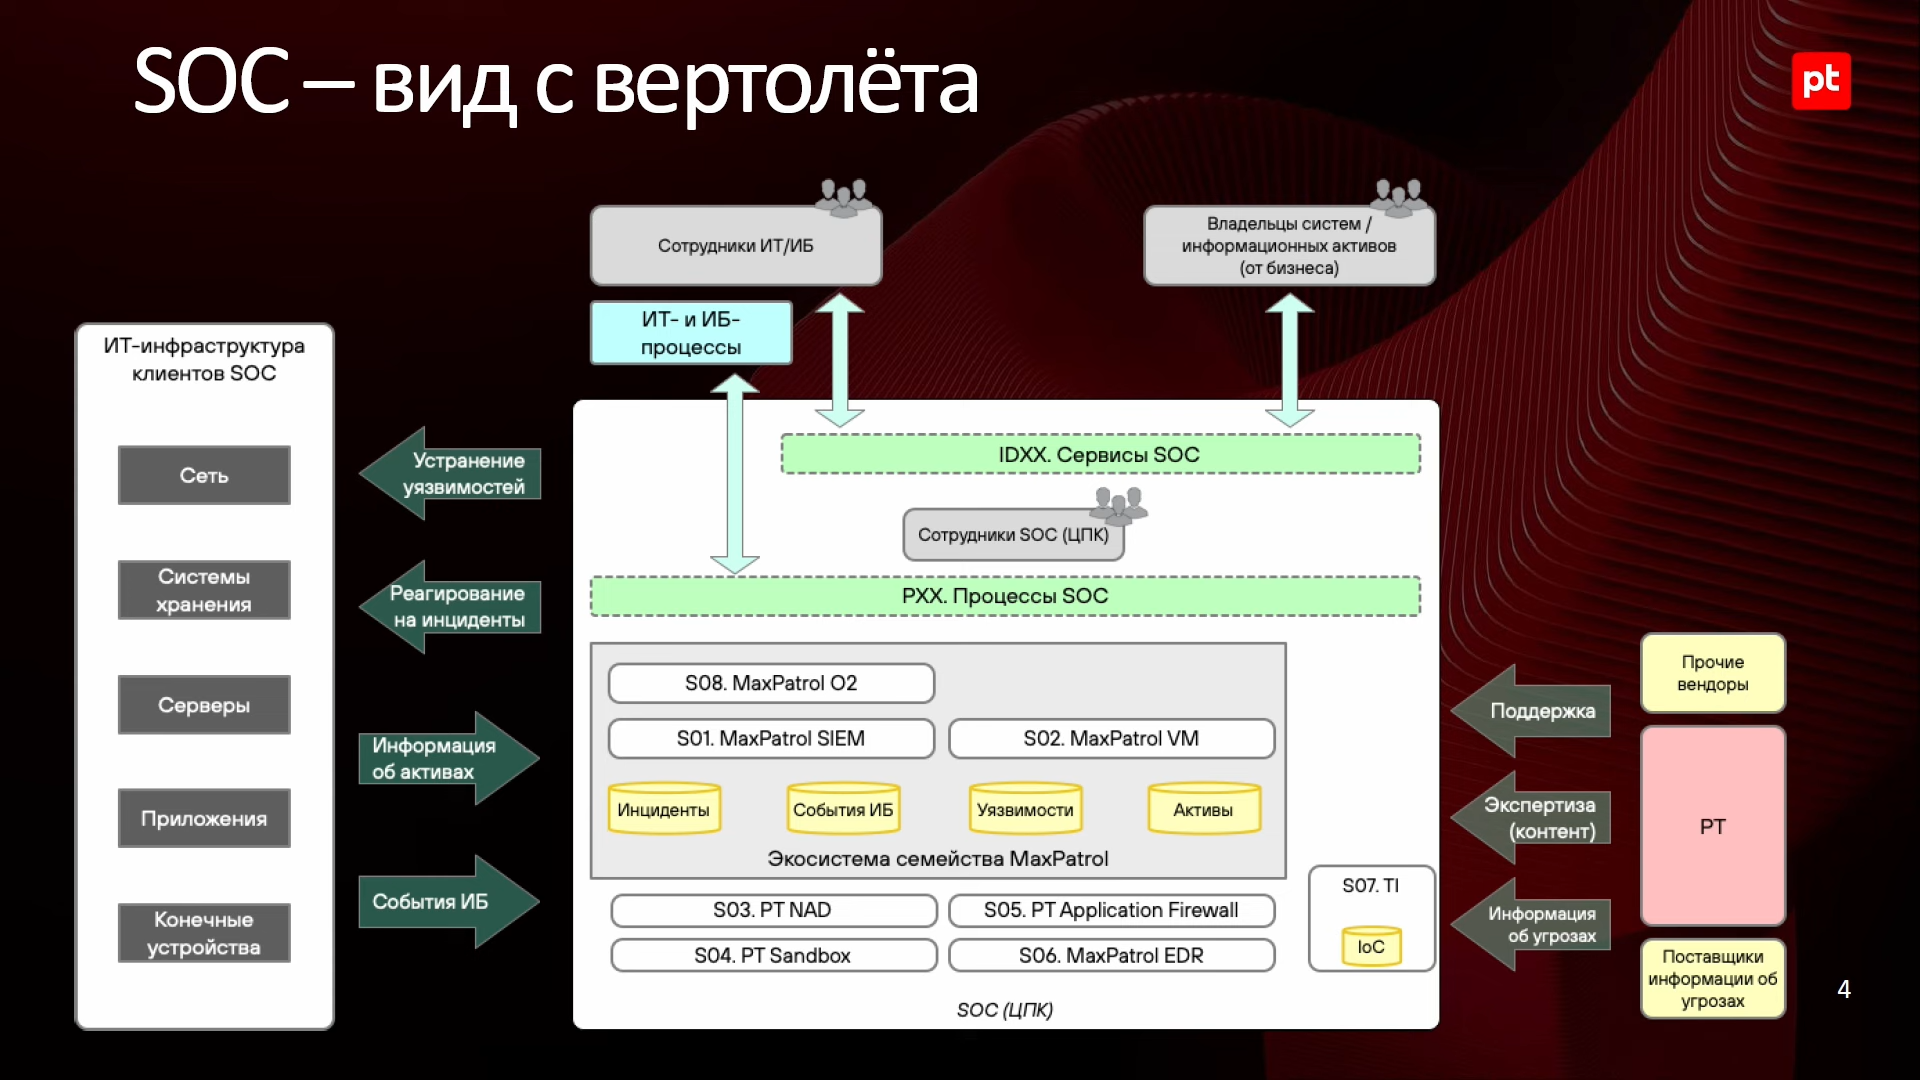 SOC – вид с вертолёта
pt
Сотрудники ИТ/ИБ
Владельцы систем /
информационных активов
(от бизнеса)
ИТ- и ИБ-
процессы
ИТ-инфраструктура
клиентов SOC
Сеть
Системы
хранения
Серверы
Приложения
Конечные
устройства
Устранение
уязвимостей
Реагирование
на инциденты
Информация
об активах
События ИБ
IDXX. Сервисы SOC
Сотрудники SOC (ЦПК)
PXX. Процессы SOC
S08. MaxPatrol O2
S01. MaxPatrol SIEM
S02. MaxPatrol VM
Инциденты
События ИБ
Уязвимости
Активы
Экосистема семейства MaxPatrol
S03. PT NAD
S05. PT Application Firewall
S04. PT Sandbox
S06. MaxPatrol EDR
S07. TI
IoC
SOC (ЦПК)
Поддержка
Экспертиза
(контент)
Информация
об угрозах
Прочие
вендоры
PT
Поставщики
информации об
угрозах
4